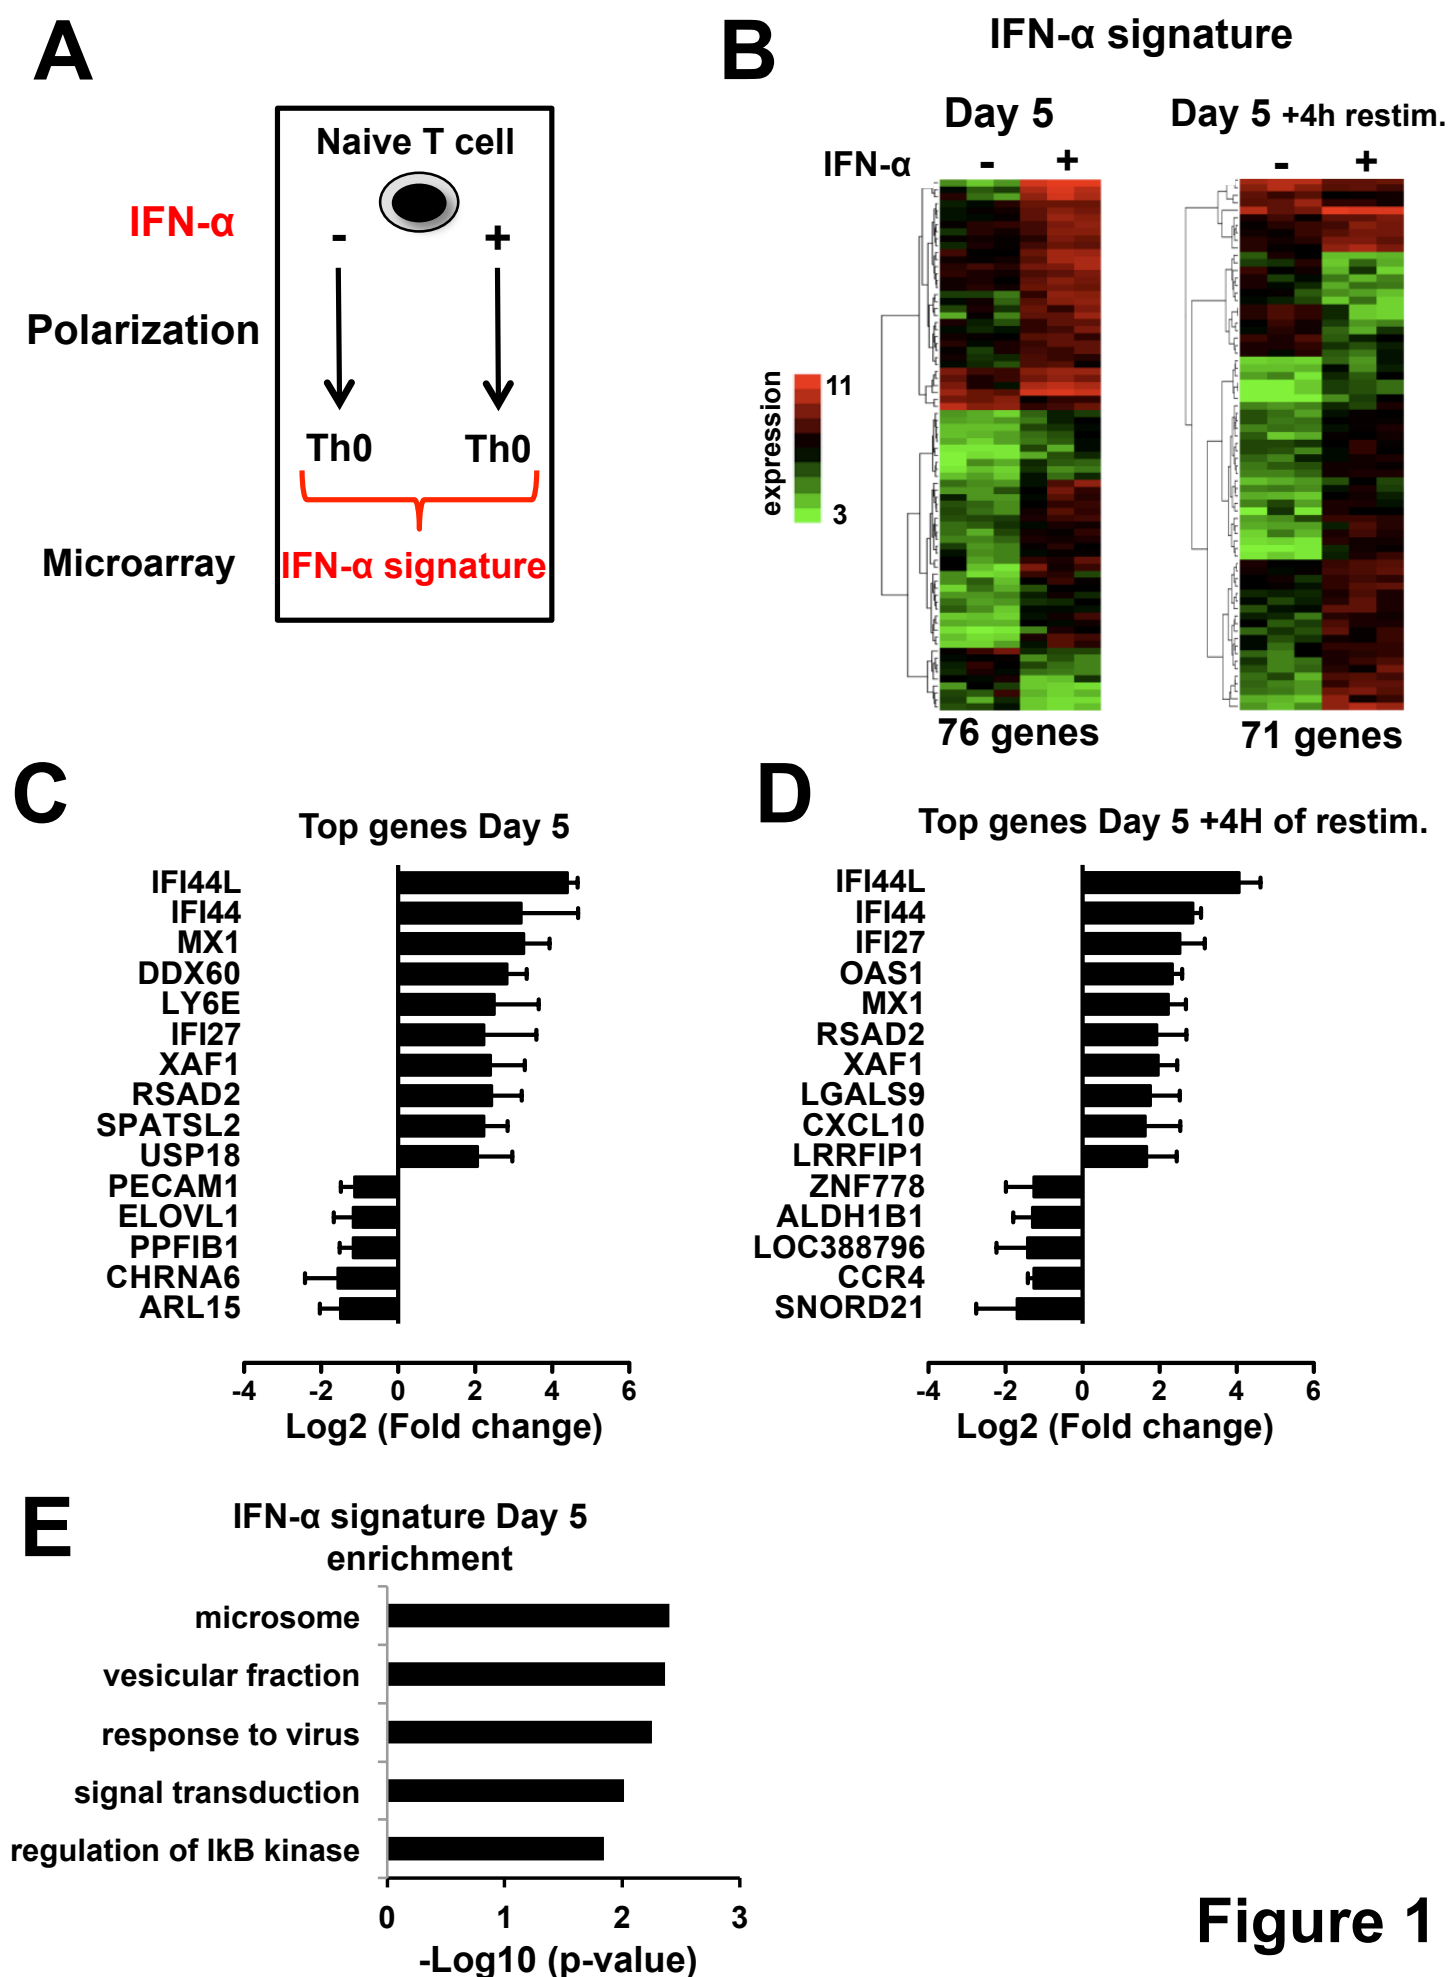 A
Naive T cell
IFN-α
- +
Polarization
Th0 Th0
Microarray
IFN-α signature
B
IFN-α signature
Day 5
Day 5 +4h restim.
IFN-α - + - +
expression
11
3
76 genes
71 genes
C
Top genes Day 5
IFI44L
IFI44
MX1
DDX60
LY6E
IFI27
XAF1
RSAD2
SPATSL2
USP18
PECAM1
ELOVL1
PPFIB1
CHRNA6
ARL15
-4 -2 0 2 4 6
Log2 (Fold change)
D
Top genes Day 5 +4H of restim.
IFI44L
IFI44
IFI27
OAS1
MX1
RSAD2
XAF1
LGALS9
CXCL10
LRRFIP1
ZNF778
ALDH1B1
LOC388796
CCR4
SNORD21
-4 -2 0 2 4 6
Log2 (Fold change)
E
IFN-α signature Day 5
enrichment
microsome
vesicular fraction
response to virus
signal transduction
regulation of IkB kinase
0 1 2 3
-Log10 (p-value)
Figure 1